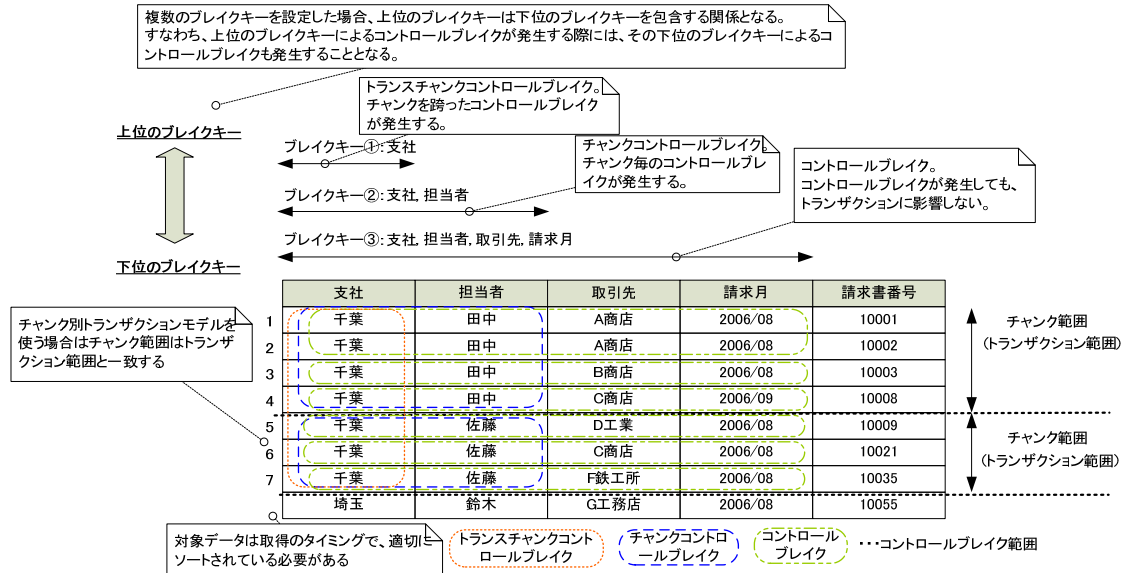 複数のブレイクキーを設定した場合、上位のブレイクキーは下位のブレイクキーを包含する関係となる。
すなわち、上位のブレイクキーによるコントロールブレイクが発生する際には、その下位のブレイクキーによるコ
ントロールブレイクも発生することとなる。
トランスチャンクコントロールブレイク。
チャンクを跨ったコントロールブレイク
が発生する。
上位のブレイクキー
ブレイクキー①:支社
チャンクコントロールブレイク。
チャンク毎のコントロールブレ
イクが発生する。
コントロールブレイク。
コントロールブレイクが発生しても、
トランザクションに影響しない。
ブレイクキー②:支社, 担当者
ブレイクキー③:支社, 担当者, 取引先, 請求月
下位のブレイクキー
支社 担当者 取引先 請求月 請求書番号
1 千葉 田中 A商店 2006/08 10001
2 千葉 田中 A商店 2006/08 10002
3 千葉 田中 B商店 2006/08 10003
4 千葉 田中 C商店 2006/09 10008
5 千葉 佐藤 D工業 2006/08 10009
6 千葉 佐藤 C商店 2006/08 10021
7 千葉 佐藤 F鉄工所 2006/08 10035
埼玉 鈴木 G工務店 2006/08 10055
チャンク範囲
(トランザクション範囲)
チャンク範囲
(トランザクション範囲)
チャンク別トランザクションモデルを
使う場合はチャンク範囲はトランザ
クション範囲と一致する
対象データは取得のタイミングで、適切に
ソートされている必要がある
トランスチャンクコント
ロールブレイク
チャンクコントロ
ールブレイク
コントロール
ブレイク
･･･コントロールブレイク範囲